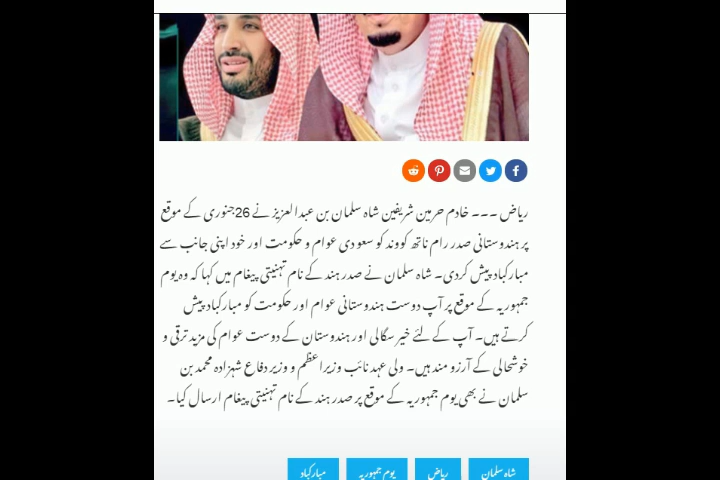 ریاض ۔۔۔ خادم حرمین شریفین شاہ سلمان بن عبدالعزیز نے 26جنوری کے موقع
پر ہندوستانی صدر رام ناتھ کووند کو سعودی عوام و حکومت اور خود اپنی جانب سے
مبارکباد پیش کردی۔ شاہ سلمان نے صدر ہند کے نام تہنیتی پیغام میں کہا کہ وہ یوم
جمہوریہ کے موقع پر آپ دوست ہندوستانی عوام اور حکومت کو مبارکباد پیش
کرتے ہیں۔ آپ کے لئے خیر سگالی اور ہندوستان کے دوست عوام کی مزید ترقی و
خوشحالی کے آرزو مند ہیں۔ ولی عہد نائب وزیراعظم و وزیر دفاع شہزادہ محمد بن
سلمان نے بھی یوم جمہوریہ کے موقع پر صدر ہند کے نام تہنیتی پیغام ارسال کیا۔
شاہ سلمان ریاض یوم جمہوریہ مبارکباد